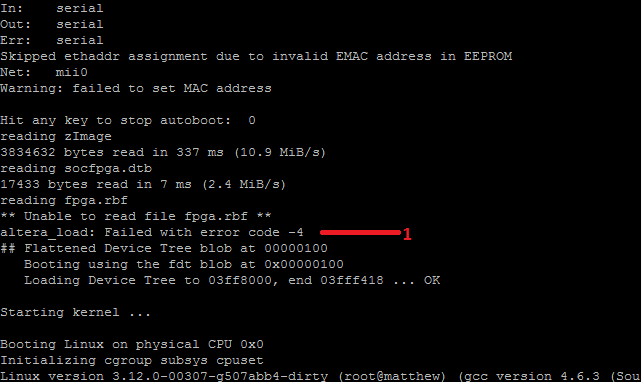 In:    serial
Out:   serial
Err:   serial
Skipped ethaddr assignment due to invalid EMAC address in EEPROM
Net:   mii0
Warning: failed to set MAC address
Hit any key to stop autoboot:  0
reading zImage
3834632 bytes read in 337 ms (10.9 MiB/s)
reading socfpga.dtb
17433 bytes read in 7 ms (2.4 MiB/s)
reading fpga.rbf
** Unable to read file fpga.rbf **
altera_load: Failed with error code -4 1
## Flattened Device Tree blob at 00000100
   Booting using the fdt blob at 0x00000100
   Loading Device Tree to 03ff8000, end 03fff418 ... OK
Starting kernel ...
Booting Linux on physical CPU 0x0
Initializing cgroup subsys cpuset
Linux version 3.12.0-00307-g507abb4-dirty (root@matthew) (gcc version 4.6.3 (Sou